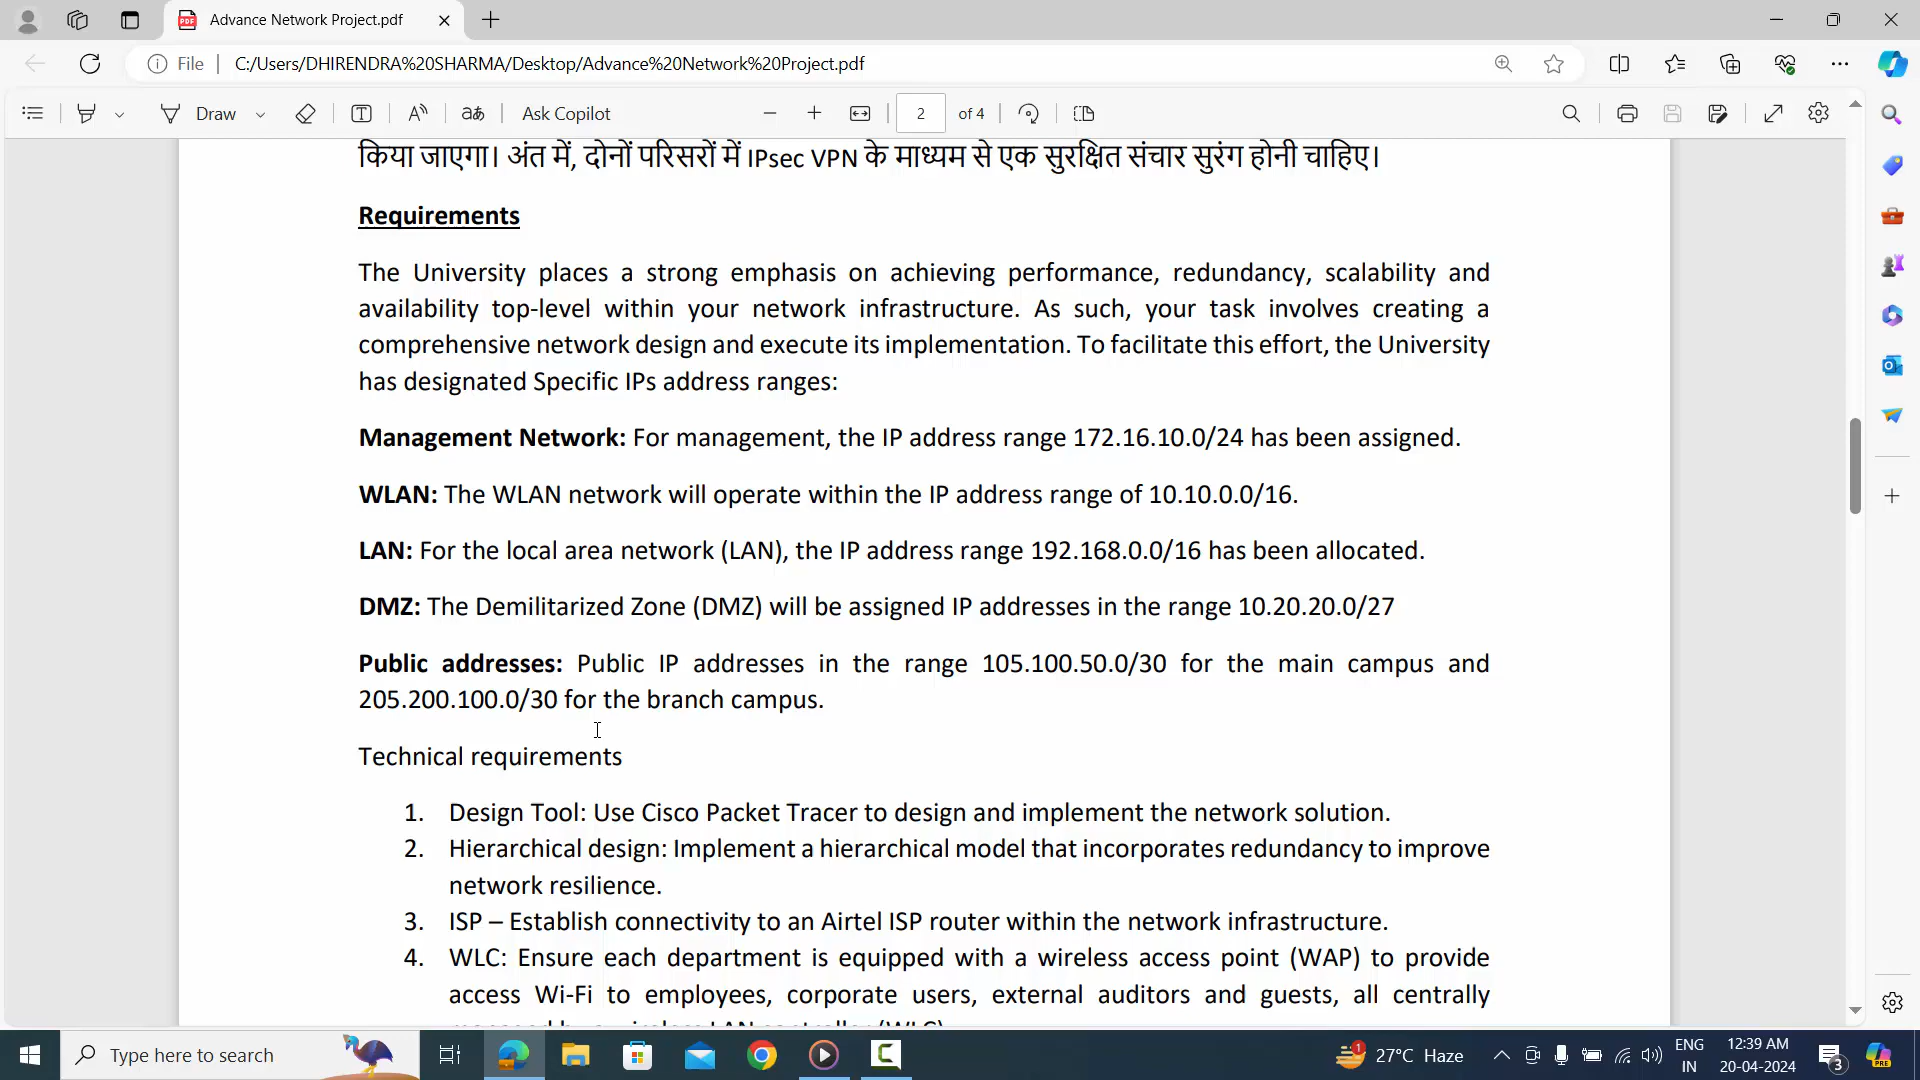 Advance Network Project.pdf
File
C:/Users/DHIRENDRA%20SHARMA/Desktop/Advance%20Network%20Project.pdf
Draw
Ask Copilot
2 of 4
किया जाएगा। अंत में, दोनों परिसरों में IPsec VPN के माध्यम से एक सुरक्षित संचार सुरंग होनी चाहिए।
Requirements
The University places a strong emphasis on achieving performance, redundancy, scalability and
availability top-level within your network infrastructure. As such, your task involves creating a
comprehensive network design and execute its implementation. To facilitate this effort, the University
has designated Specific IPs address ranges:
Management Network: For management, the IP address range 172.16.10.0/24 has been assigned.
WLAN: The WLAN network will operate within the IP address range of 10.10.0.0/16.
LAN: For the local area network (LAN), the IP address range 192.168.0.0/16 has been allocated.
DMZ: The Demilitarized Zone (DMZ) will be assigned IP addresses in the range 10.20.20.0/27
Public addresses: Public IP addresses in the range 105.100.50.0/30 for the main campus and
205.200.100.0/30 for the branch campus.
Technical requirements
1. Design Tool: Use Cisco Packet Tracer to design and implement the network solution.
2. Hierarchical design: Implement a hierarchical model that incorporates redundancy to improve
network resilience.
3. ISP – Establish connectivity to an Airtel ISP router within the network infrastructure.
4. WLC: Ensure each department is equipped with a wireless access point (WAP) to provide
access Wi-Fi to employees, corporate users, external auditors and guests, all centrally
Type here to search
27°C Haze
ENG
IN
12:39 AM
20-04-2024
3